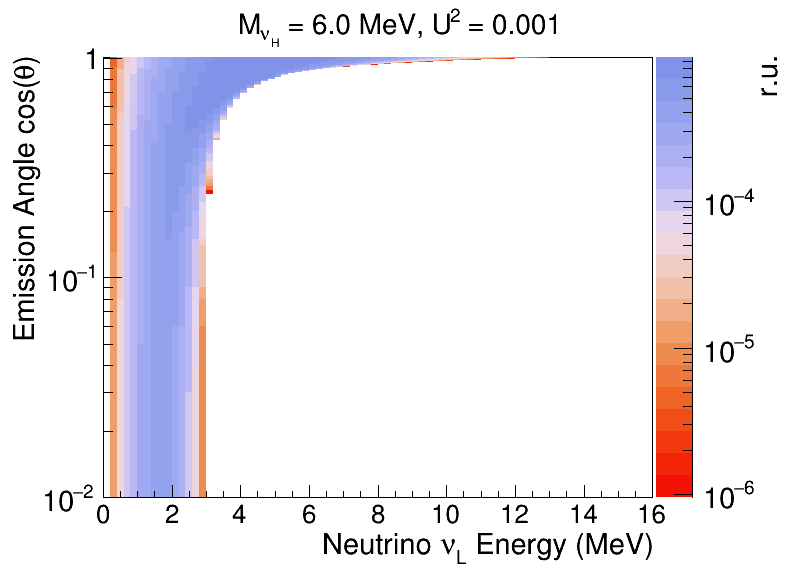 M_{ν_H} = 6.0 MeV, U² = 0.001
r.u.
Emission Angle cos(θ)
1
10⁻¹
10⁻²
10⁻⁴
10⁻⁵
10⁻⁶
0 2 4 6 8 10 12 14 16
Neutrino ν_L Energy (MeV)